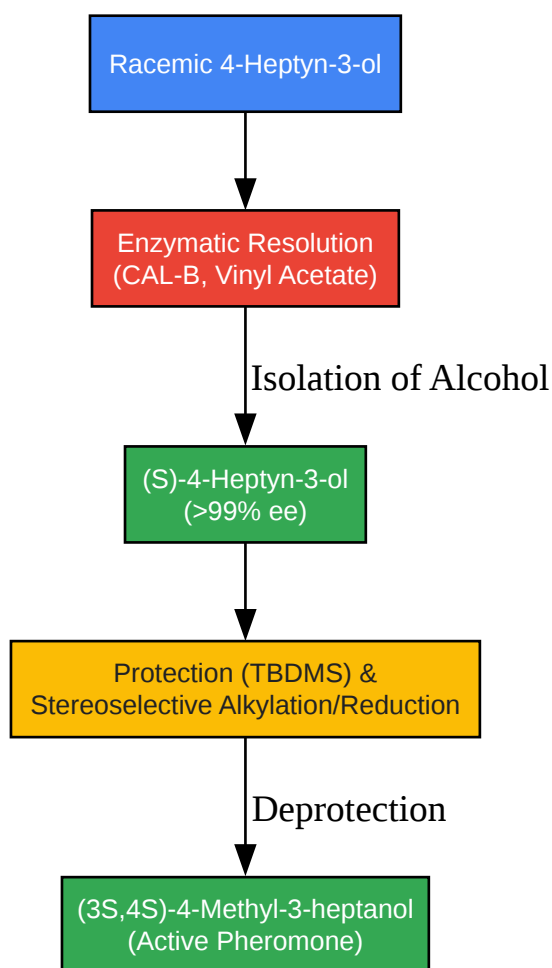 Racemic 4-Heptyn-3-ol
Enzymatic Resolution
(CAL-B, Vinyl Acetate)
Isolation of Alcohol
(S)-4-Heptyn-3-ol
(>99% ee)
Protection (TBDMS) &
Stereoselective Alkylation/Reduction
Deprotection
(3S,4S)-4-Methyl-3-heptanol
(Active Pheromone)